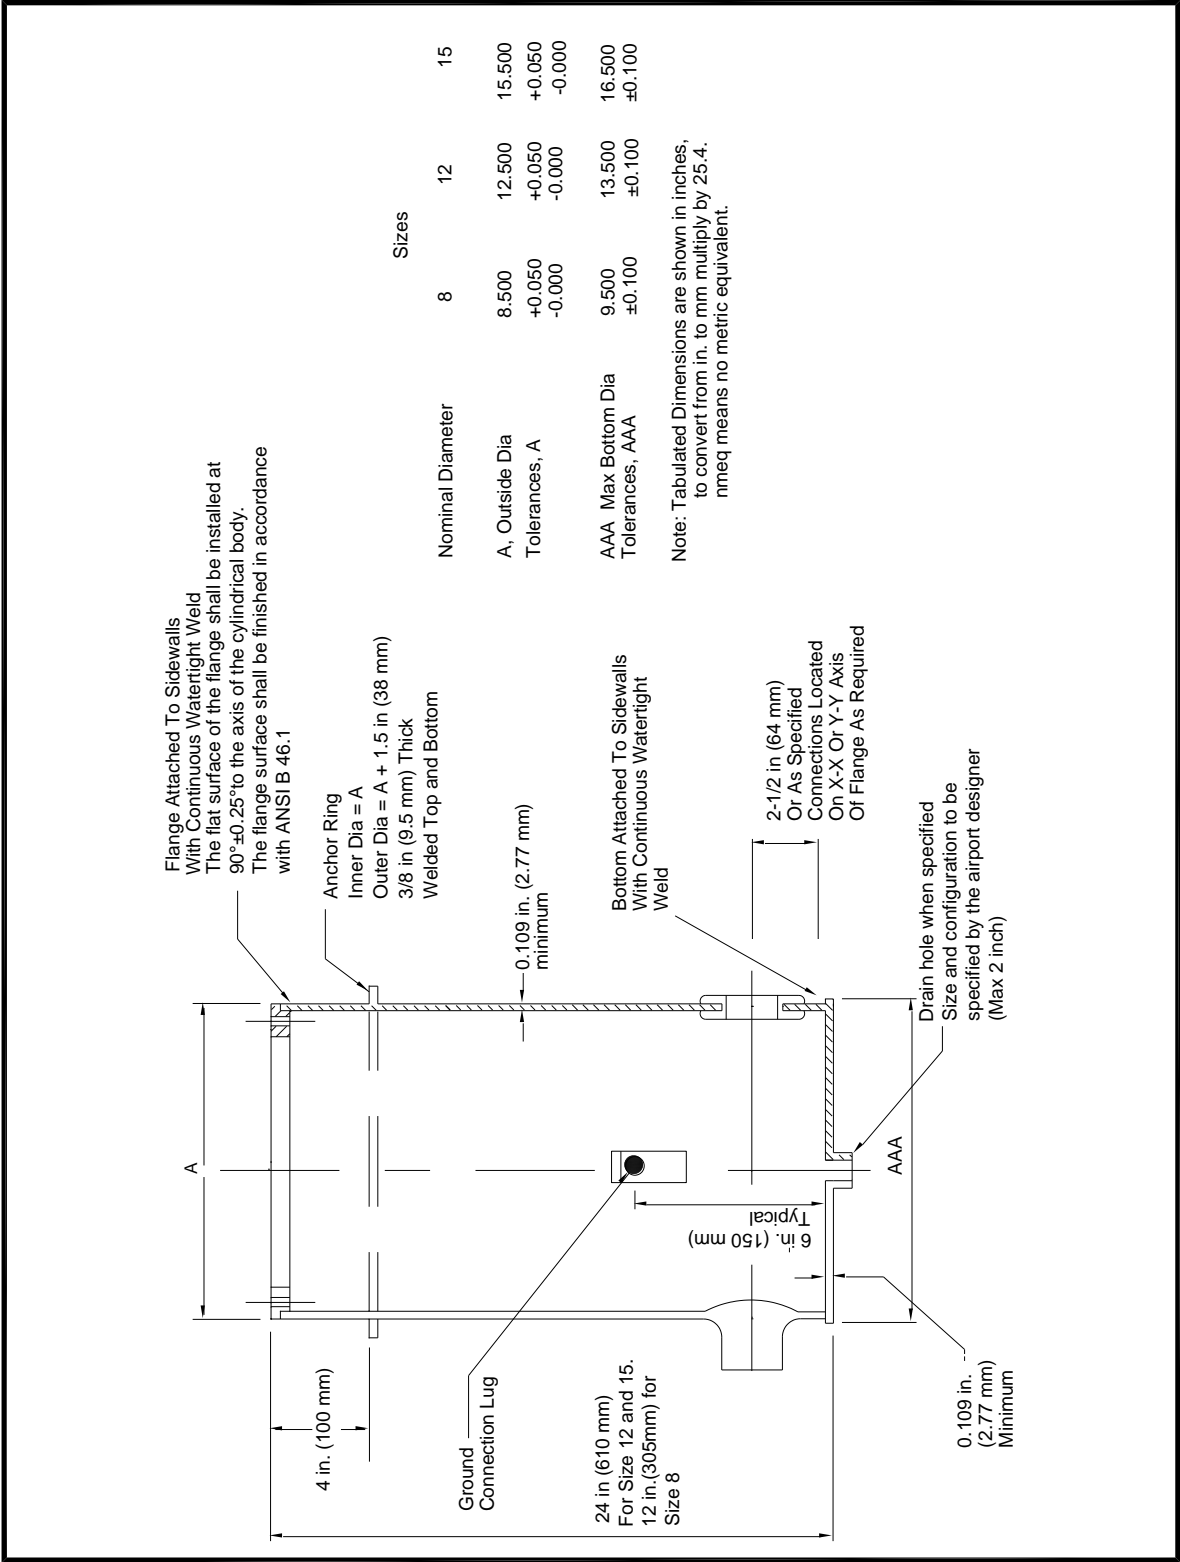 Flange Attached To Sidewalls
With Continuous Watertight Weld
The flat surface of the flange shall be installed at
90°±0.25°to the axis of the cylindrical body.
The flange surface shall be finished in accordance
with ANSI B 46.1
Anchor Ring
Inner Dia = A
Outer Dia = A + 1.5 in (38 mm)
3/8 in (9.5 mm) Thick
Welded Top and Bottom
A
4 in. (100 mm)
0.109 in. (2.77 mm)
minimum
Ground
Connection Lug
Bottom Attached To Sidewalls
With Continuous Watertight
Weld
24 in (610 mm)
For Size 12 and 15.
12 in.(305mm) for
Size 8
6 in. (150 mm)
Typical
2-1/2 in (64 mm)
Or As Specified
Connections Located
On X-X Or Y-Y Axis
Of Flange As Required
AAA
Drain hole when specified
Size and configuration to be
specified by the airport designer
(Max 2 inch)
0.109 in.
(2.77 mm)
Minimum
Sizes
Nominal Diameter 8 12 15
A, Outside Dia 8.500 12.500 15.500
Tolerances, A +0.050 +0.050 +0.050
-0.000 -0.000 -0.000
AAA Max Bottom Dia 9.500 13.500 16.500
Tolerances, AAA ±0.100 ±0.100 ±0.100
Note: Tabulated Dimensions are shown in inches,
to convert from in. to mm multiply by 25.4.
nmeq means no metric equivalent.